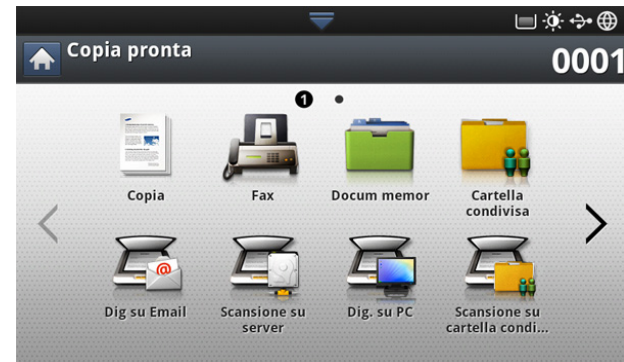 Copia pronta
0001
1
Copia
Fax
Docum memor
Cartella
condivisa
Dig su Email
Scansione su
server
Dig. su PC
Scansione su
cartella condi...